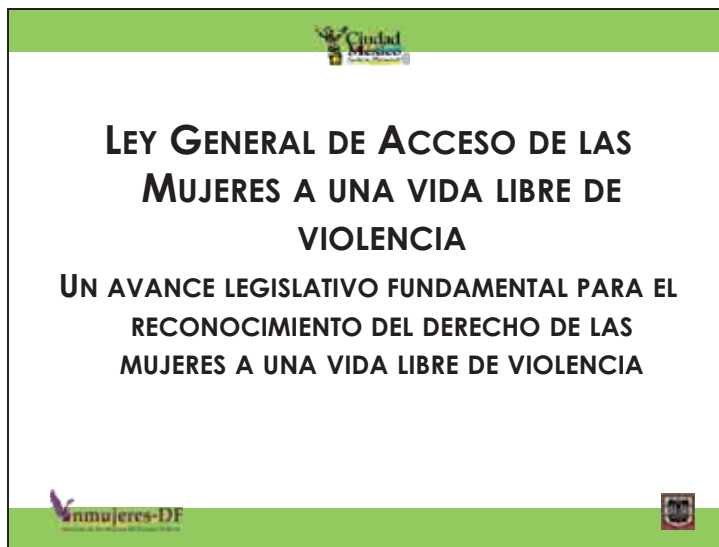 Ciudad
México
LEY GENERAL DE ACCESO DE LAS
MUJERES A UNA VIDA LIBRE DE
VIOLENCIA
UN AVANCE LEGISLATIVO FUNDAMENTAL PARA EL
RECONOCIMIENTO DEL DERECHO DE LAS
MUJERES A UNA VIDA LIBRE DE VIOLENCIA
Inmujeres-DF